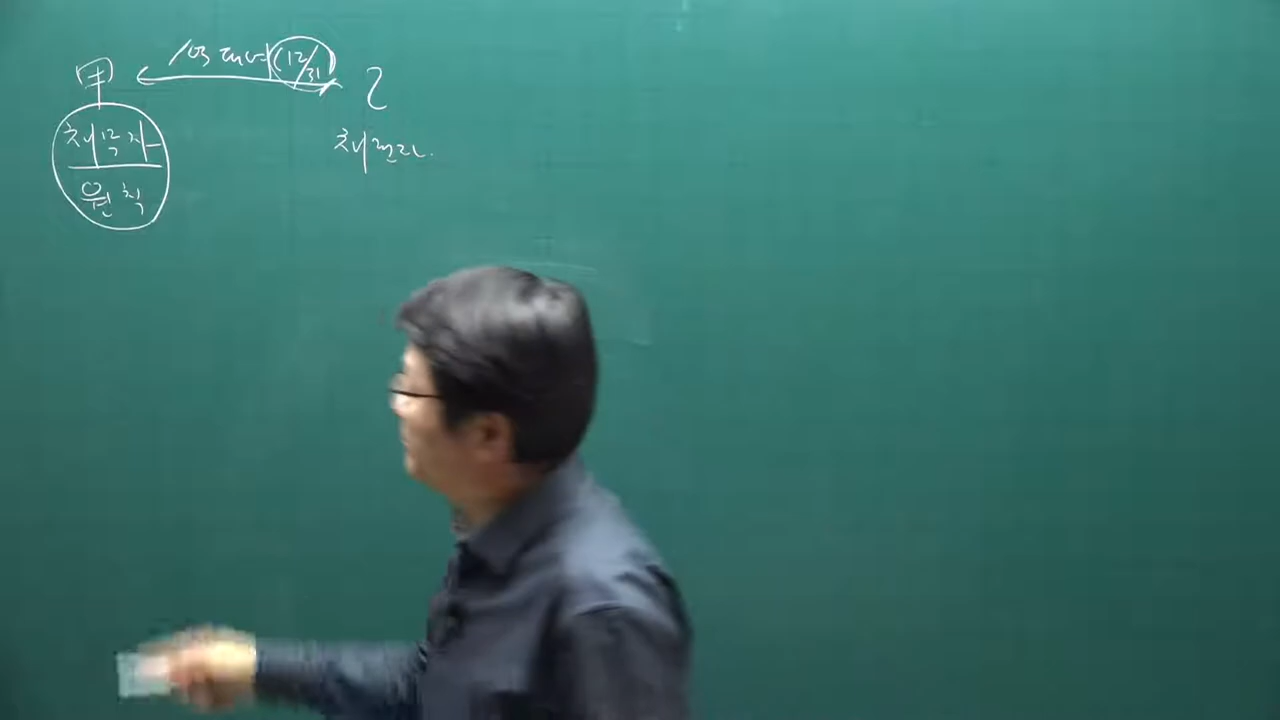 甲 1억 대여 (12/31) 乙
채무자 채권자.
원칙